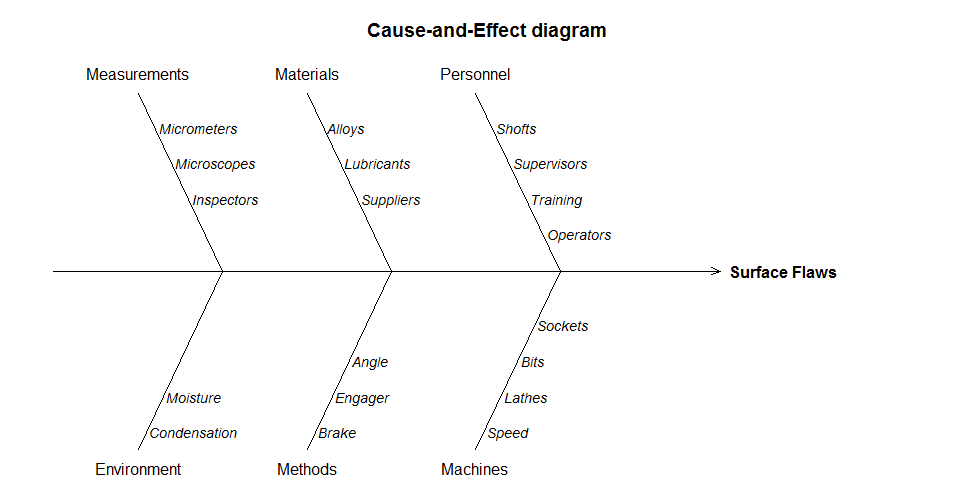 Cause-and-Effect diagram
Measurements
Materials
Personnel
Micrometers
Alloys
Shofts
Microscopes
Lubricants
Supervisors
Inspectors
Suppliers
Training
Operators
Surface Flaws
Sockets
Angle
Bits
Moisture
Engager
Lathes
Condensation
Brake
Speed
Environment
Methods
Machines